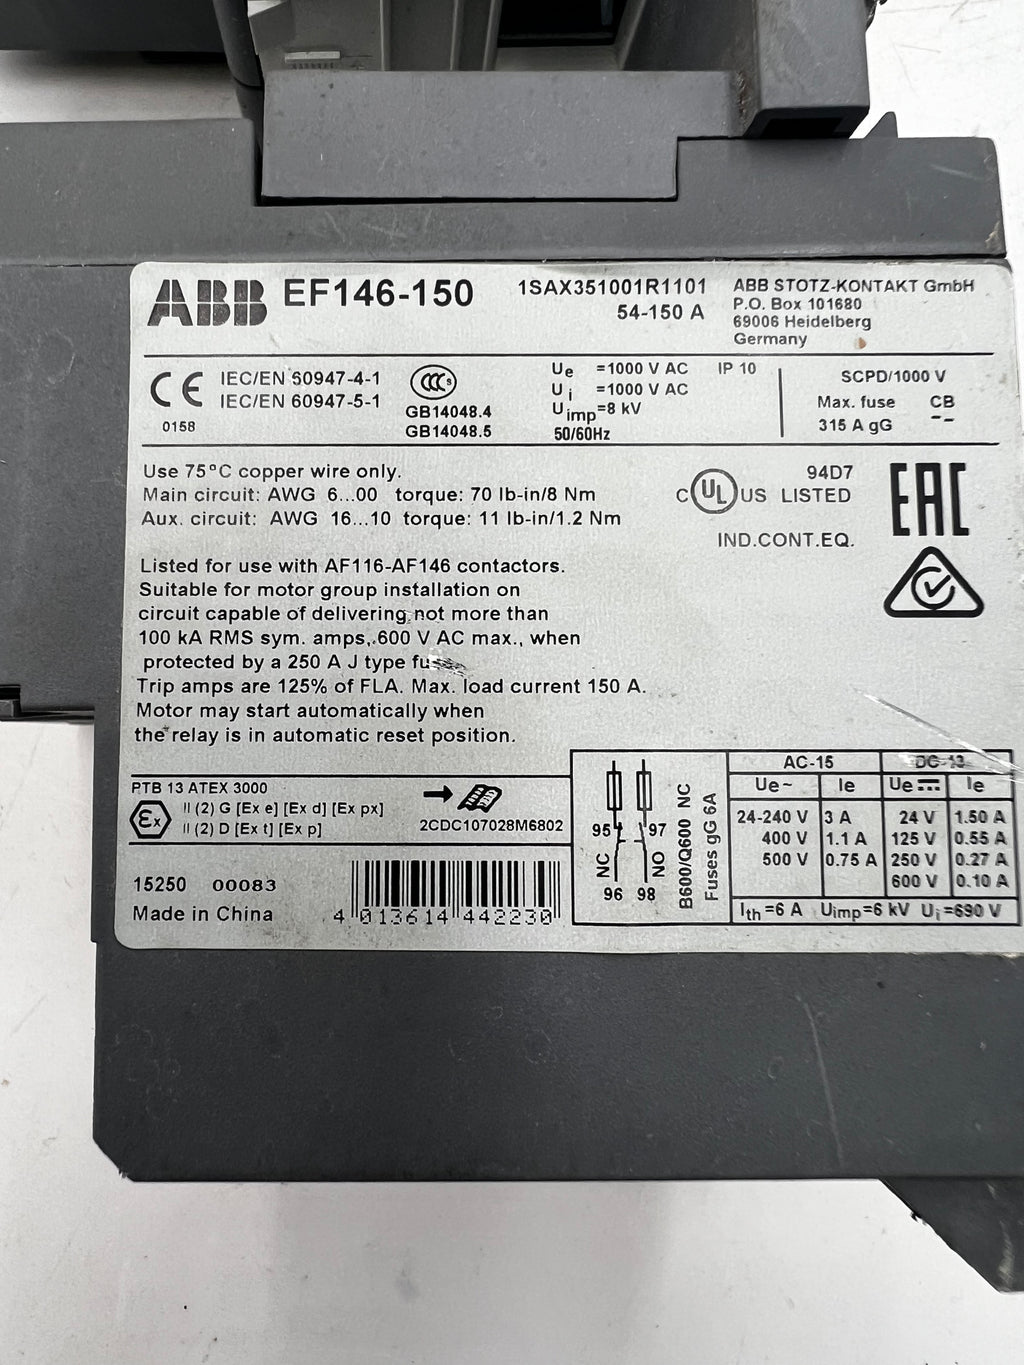 ABB EF146-150 1SAX351001R1101
54-150 A
ABB STOTZ-KONTAKT GmbH
P.O. Box 101680
69006 Heidelberg
Germany
CE IEC/EN 60947-4-1
IEC/EN 60947-5-1
0158
CCC S
GB14048.4
GB14048.5
Ue =1000 V AC IP 10
Ui =1000 V AC
Uimp=8 kV
50/60Hz
SCPD/1000 V
Max. fuse CB
315 A gG --
Use 75°C copper wire only.
Main circuit: AWG 6...00 torque: 70 lb-in/8 Nm
Aux. circuit: AWG 16...10 torque: 11 lb-in/1.2 Nm
94D7
C UL US LISTED
IND.CONT.EQ.
EAC
Listed for use with AF116-AF146 contactors.
Suitable for motor group installation on
circuit capable of delivering not more than
100 kA RMS sym. amps, 600 V AC max., when
protected by a 250 A J type
Trip amps are 125% of FLA. Max. load current 150 A.
Motor may start automatically when
the relay is in automatic reset position.
PTB 13 ATEX 3000
Ex II (2) G [Ex e] [Ex d] [Ex px]
II (2) D [Ex t] [Ex p]
2CDC107028M6802
15250 00083
Made in China
4 013614 442230
95 97
NC NO
96 98
B600/Q600 NC
Fuses gG 6A
AC-15 DC-13
Ue~ Ie Ue⎓ Ie
24-240 V 3 A 24 V 1.50 A
400 V 1.1 A 125 V 0.55 A
500 V 0.75 A 250 V 0.27 A
600 V 0.10 A
Ith=6 A Uimp=6 kV Ui=690 V